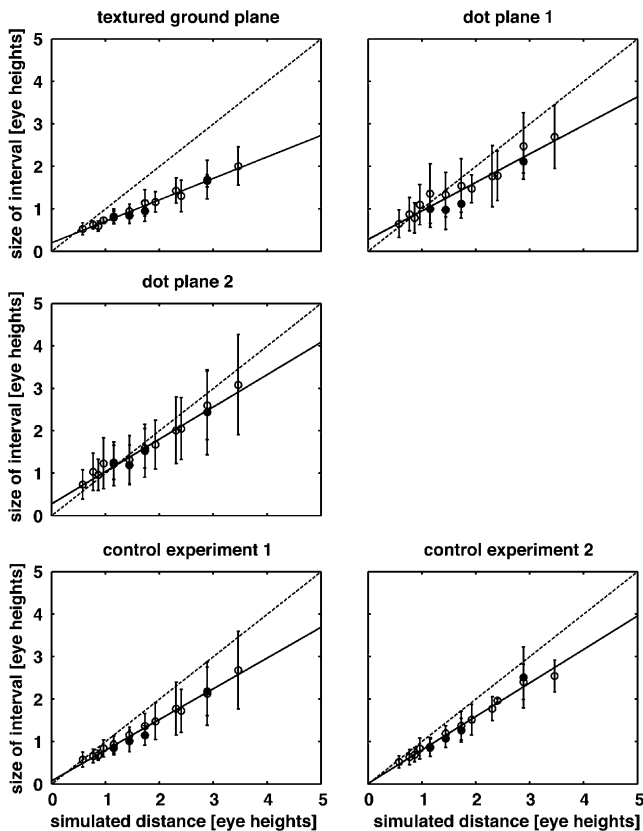 textured ground plane
dot plane 1
size of interval [eye heights]
5
4
3
2
1
0
5
4
3
2
1
0
dot plane 2
size of interval [eye heights]
5
4
3
2
1
0
control experiment 1
control experiment 2
size of interval [eye heights]
5
4
3
2
1
0
5
4
3
2
1
0
0 1 2 3 4 5
0 1 2 3 4 5
simulated distance [eye heights]
simulated distance [eye heights]